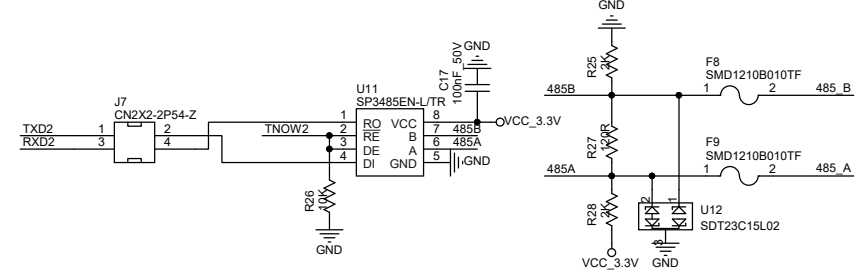 J7
CN2X2-2P54-Z
TXD2 1 2
RXD2 3 4
TNOW2
U11
SP3485EN-L/TR
1 RO VCC 8
2 RE B 7 485B
3 DE A 6 485A
4 DI GND 5 GND
R26
10K
GND
C17
100nF_50V
GND
VCC_3.3V
GND
R25
2K
485B
R27
120R
485A
R28
2K
VCC_3.3V
F8
SMD1210B010TF
1 2 485_B
F9
SMD1210B010TF
1 2 485_A
2 1
U12
SDT23C15L02
3
GND